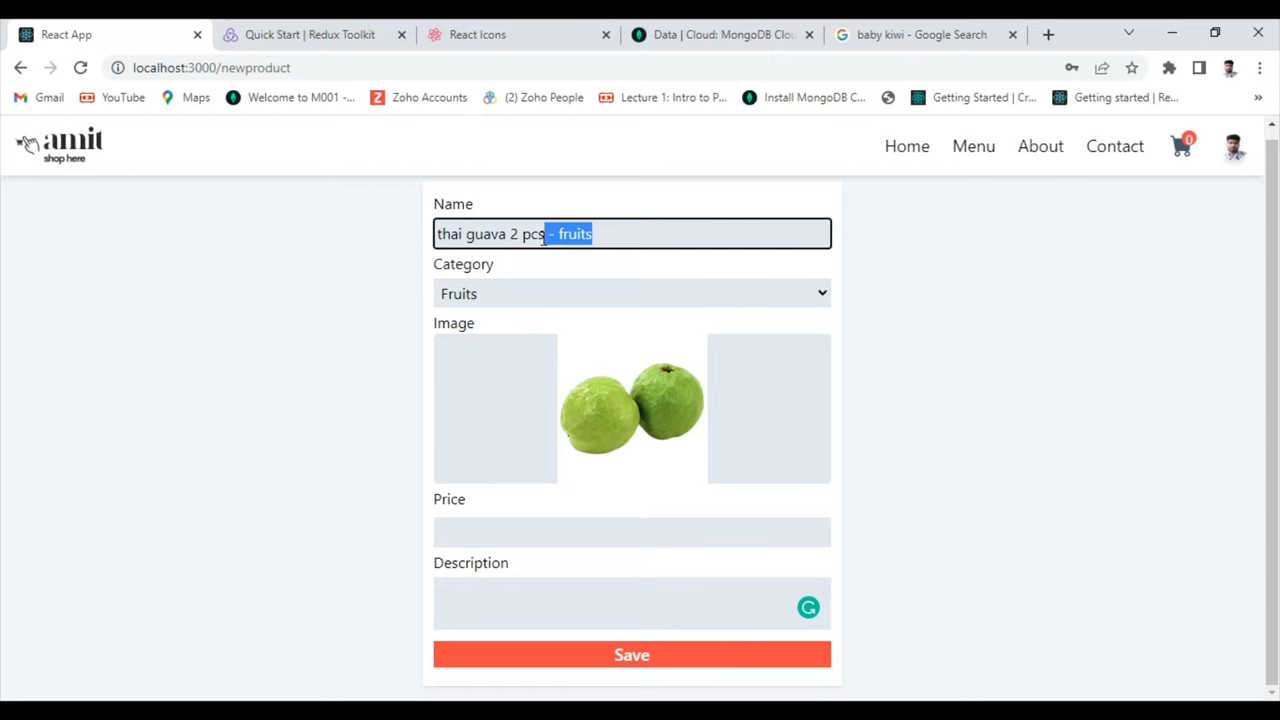 React App
Quick Start | Redux Toolkit
React Icons
Data | Cloud: MongoDB Clou
baby kiwi - Google Search
localhost:3000/newproduct
Gmail
YouTube
Maps
Welcome to M001 -...
Zoho Accounts
(2) Zoho People
Lecture 1: Intro to P...
Install MongoDB C...
Getting Started | Cr...
Getting started | Re...
»
amit
shop here
Home
Menu
About
Contact
0
Name
thai guava 2 pcs - fruits
Category
Fruits
Image
Price
Description
Save